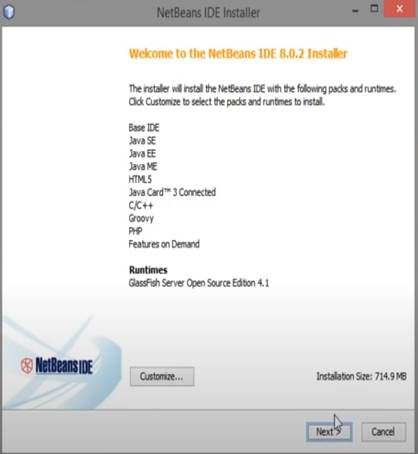 NetBeans IDE Installer
Welcome to the NetBeans IDE 8.0.2 Installer
The installer will install the NetBeans IDE with the following packs and runtimes.
Click Customize to select the packs and runtimes to install.
Base IDE
Java SE
Java EE
Java ME
HTML5
Java Card™ 3 Connected
C/C++
Groovy
PHP
Features on Demand
Runtimes
GlassFish Server Open Source Edition 4.1
NetBeans IDE
Customize...
Installation Size: 714.9 MB
Next >
Cancel